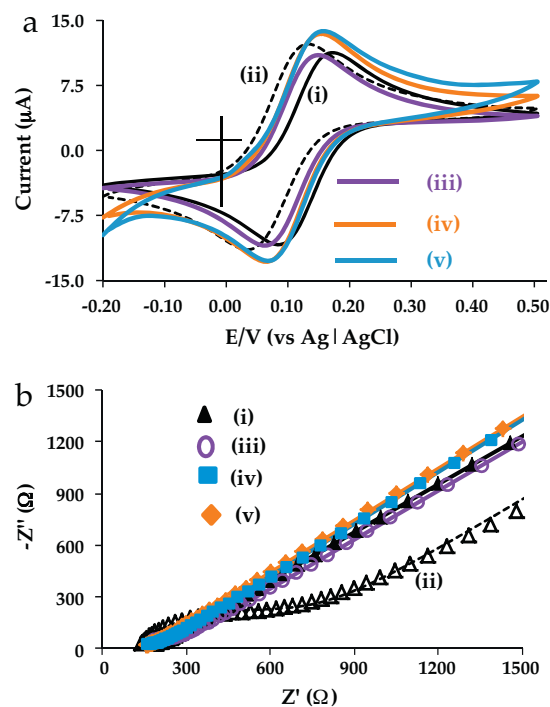 a
15.0
7.5
0.0
-7.5
-15.0
Current (µA)
(ii)
(i)
(iii)
(iv)
(v)
-0.20 -0.10 0.00 0.10 0.20 0.30 0.40 0.50
E/V (vs Ag|AgCl)
b
1500
1200
900
600
300
0
-Z" (Ω)
(i)
(iii)
(iv)
(v)
(ii)
0 300 600 900 1200 1500
Z' (Ω)